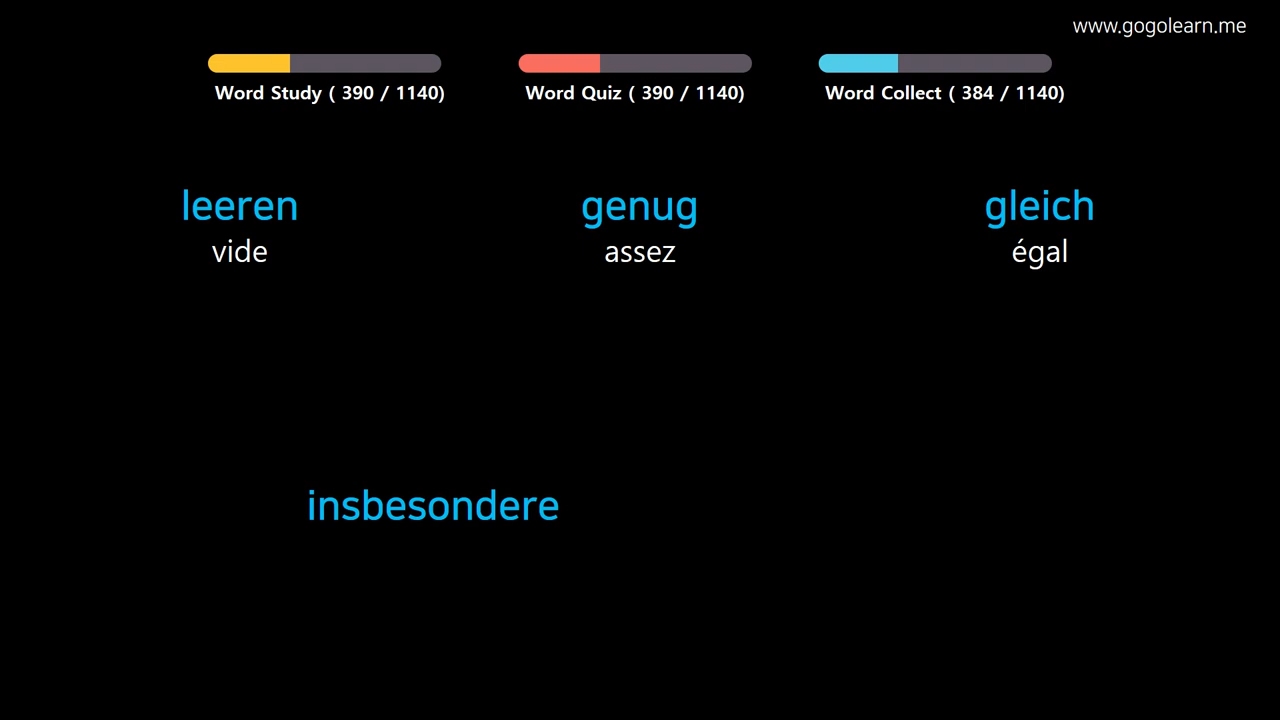 www.gogolearn.me
Word Study ( 390 / 1140)
Word Quiz ( 390 / 1140)
Word Collect ( 384 / 1140)
leeren
vide
genug
assez
gleich
égal
insbesondere